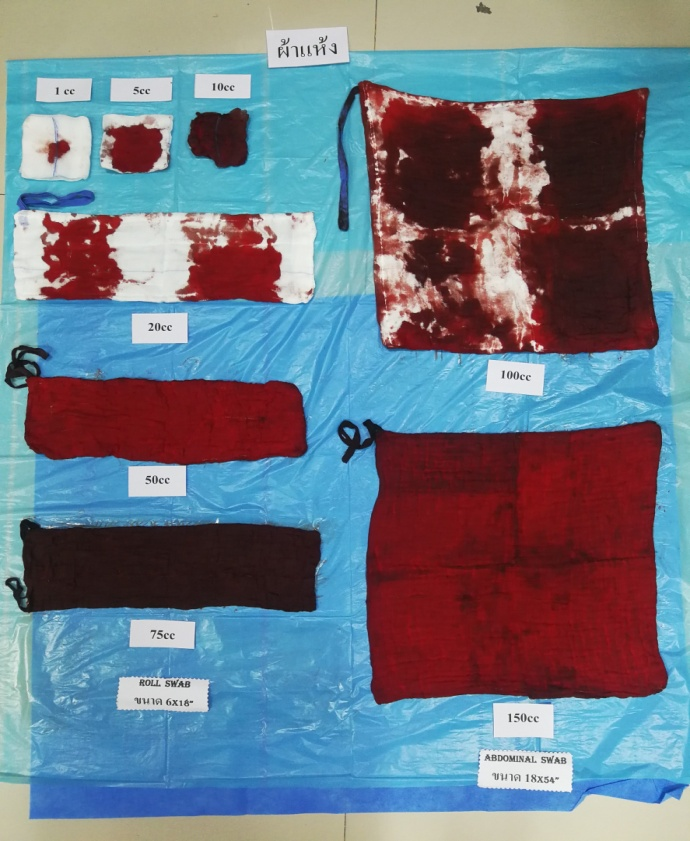 ผ้าแห้ง
1 cc
5cc
10cc
20cc
50cc
75cc
ROLL SWAB
ขนาด 6X18"
100cc
150cc
ABDOMINAL SWAB
ขนาด 18X54"